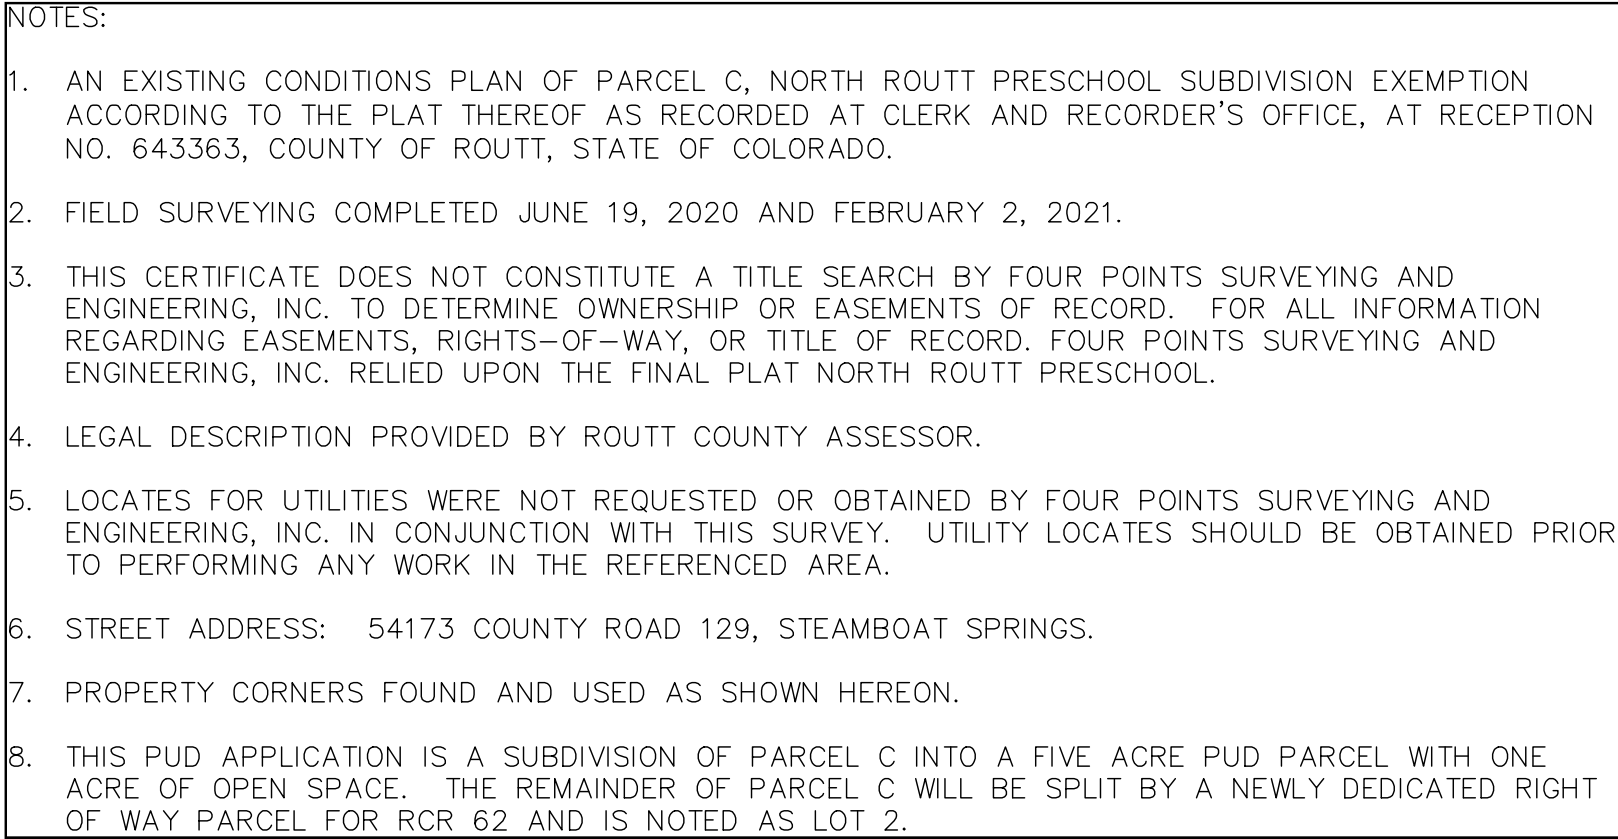 NOTES:
1. AN EXISTING CONDITIONS PLAN OF PARCEL C, NORTH ROUTT PRESCHOOL SUBDIVISION EXEMPTION
ACCORDING TO THE PLAT THEREOF AS RECORDED AT CLERK AND RECORDER'S OFFICE, AT RECEPTION
NO. 643363, COUNTY OF ROUTT, STATE OF COLORADO.
2. FIELD SURVEYING COMPLETED JUNE 19, 2020 AND FEBRUARY 2, 2021.
3. THIS CERTIFICATE DOES NOT CONSTITUTE A TITLE SEARCH BY FOUR POINTS SURVEYING AND
ENGINEERING, INC. TO DETERMINE OWNERSHIP OR EASEMENTS OF RECORD. FOR ALL INFORMATION
REGARDING EASEMENTS, RIGHTS-OF-WAY, OR TITLE OF RECORD. FOUR POINTS SURVEYING AND
ENGINEERING, INC. RELIED UPON THE FINAL PLAT NORTH ROUTT PRESCHOOL.
4. LEGAL DESCRIPTION PROVIDED BY ROUTT COUNTY ASSESSOR.
5. LOCATES FOR UTILITIES WERE NOT REQUESTED OR OBTAINED BY FOUR POINTS SURVEYING AND
ENGINEERING, INC. IN CONJUNCTION WITH THIS SURVEY. UTILITY LOCATES SHOULD BE OBTAINED PRIOR
TO PERFORMING ANY WORK IN THE REFERENCED AREA.
6. STREET ADDRESS: 54173 COUNTY ROAD 129, STEAMBOAT SPRINGS.
7. PROPERTY CORNERS FOUND AND USED AS SHOWN HEREON.
8. THIS PUD APPLICATION IS A SUBDIVISION OF PARCEL C INTO A FIVE ACRE PUD PARCEL WITH ONE
ACRE OF OPEN SPACE. THE REMAINDER OF PARCEL C WILL BE SPLIT BY A NEWLY DEDICATED RIGHT
OF WAY PARCEL FOR RCR 62 AND IS NOTED AS LOT 2.